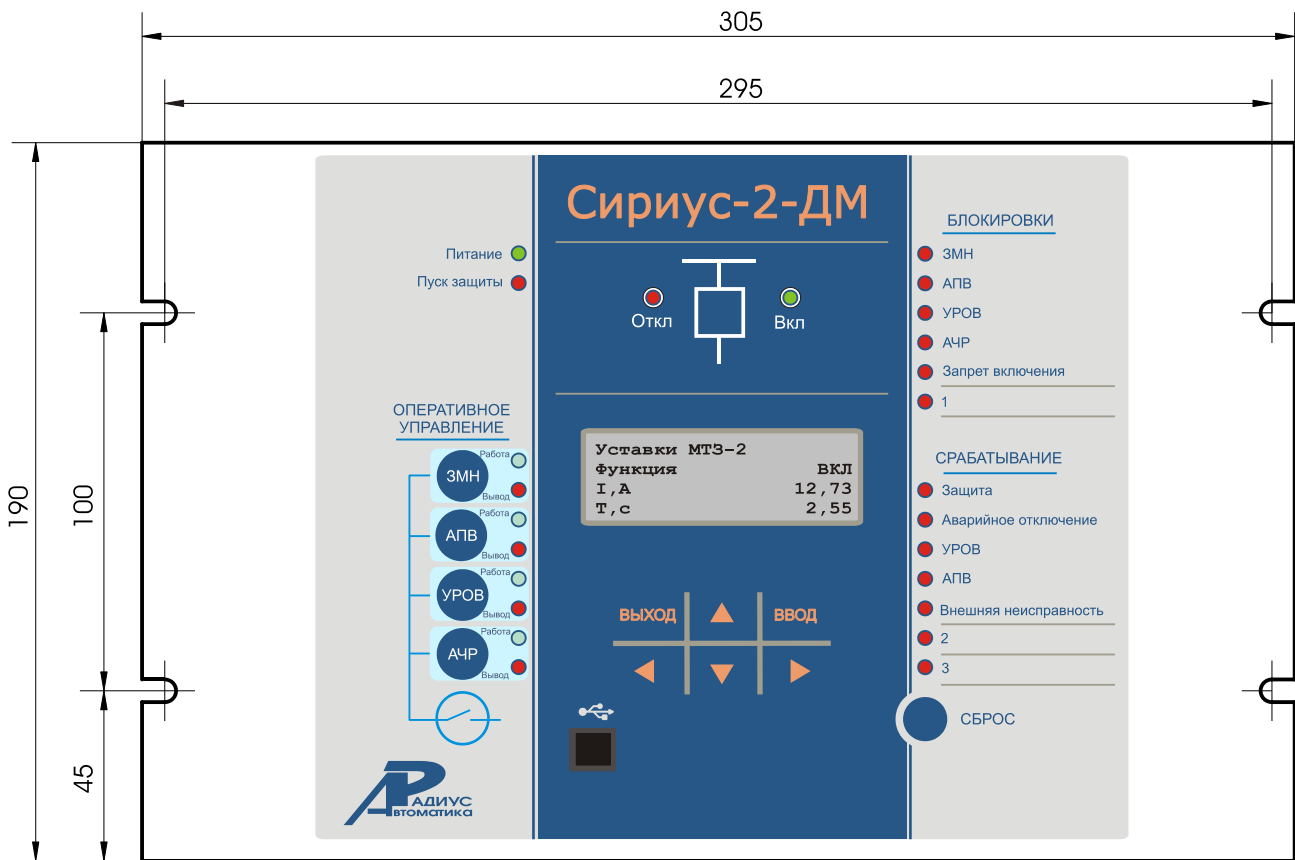 305
295
190
100
45
Сириус-2-ДМ
Питание
Пуск защиты
Откл
Вкл
БЛОКИРОВКИ
ЗМН
АПВ
УРОВ
АЧР
Запрет включения
1
ОПЕРАТИВНОЕ
УПРАВЛЕНИЕ
Работа
ЗМН
Вывод
Работа
АПВ
Вывод
Работа
УРОВ
Вывод
Работа
АЧР
Вывод
Уставки МТЗ-2
Функция ВКЛ
I,А 12,73
Т,с 2,55
СРАБАТЫВАНИЕ
Защита
Аварийное отключение
УРОВ
АПВ
Внешняя неисправность
2
3
ВЫХОД
ВВОД
СБРОС
РАДИУС
Автоматика